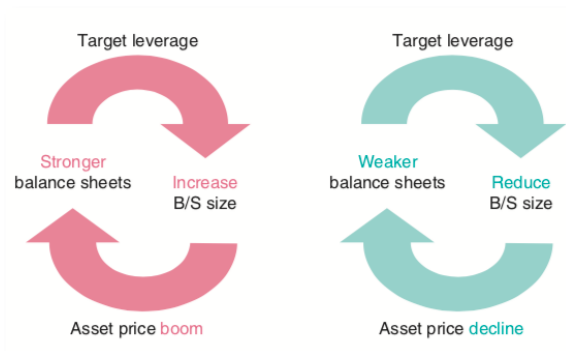 Target leverage
Stronger
balance sheets
Increase
B/S size
Asset price boom
Target leverage
Weaker
balance sheets
Reduce
B/S size
Asset price decline